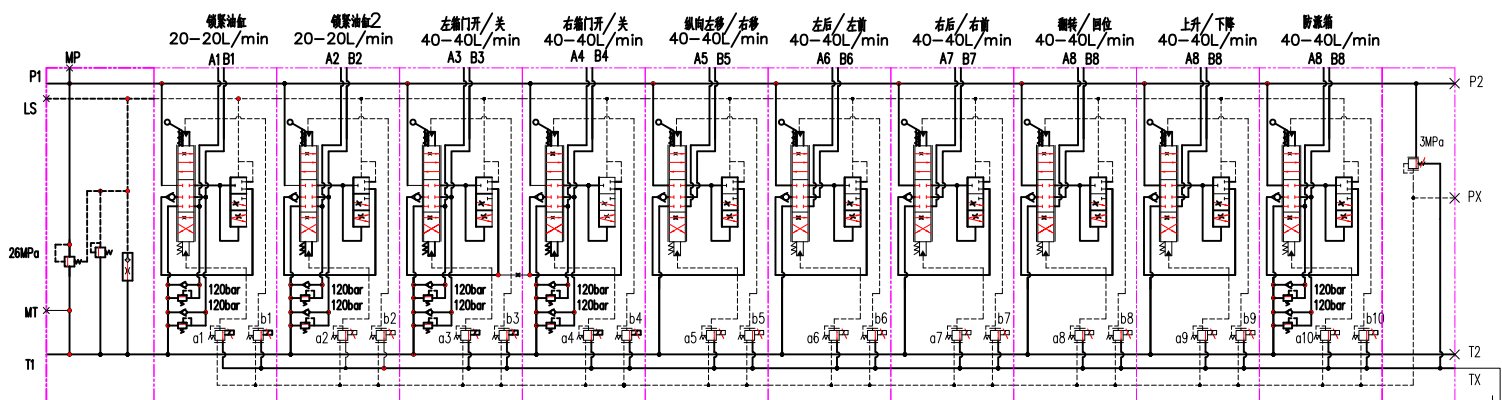 锁紧油缸
20-20L/min
A1 B1
锁紧油缸2
20-20L/min
A2 B2
左箱门开/关
40-40L/min
A3 B3
右箱门开/关
40-40L/min
A4 B4
纵向左移/右移
40-40L/min
A5 B5
左后/左前
40-40L/min
A6 B6
右后/右前
40-40L/min
A7 B7
翻转/回位
40-40L/min
A8 B8
上升/下降
40-40L/min
A8 B8
防涨箱
40-40L/min
A8 B8
MP
P1
LS
26MPa
MT
T1
P2
3MPa
PX
T2
TX
120bar
120bar
120bar
120bar
120bar
120bar
120bar
120bar
120bar
120bar
a1
b1
a2
b2
a3
b3
a4
b4
a5
b5
a6
b6
a7
b7
a8
b8
a9
b9
a10
b10